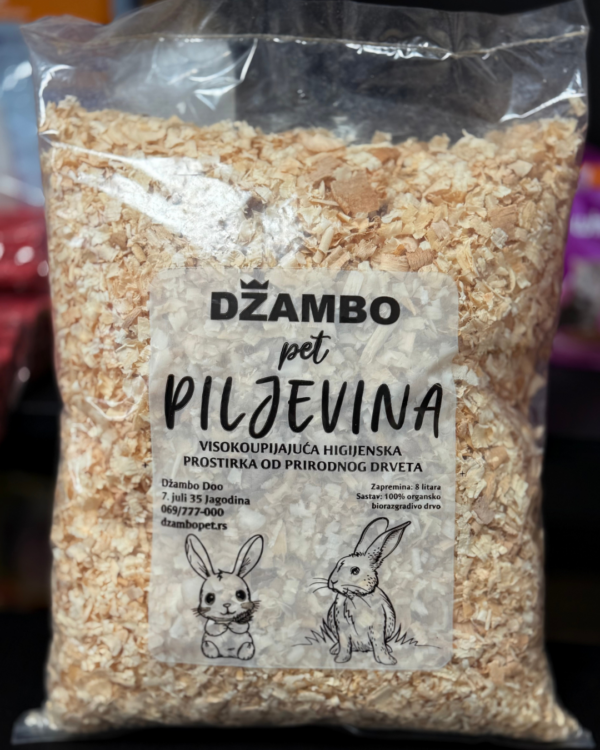 DŽAMBO
pet
PILJEVINA
VISOKOUPIJAJUĆA HIGIJENSKA
PROSTIRKA OD PRIRODNOG DRVETA
Džambo Doo
7. juli 35 Jagodina
069/777-000
dzambopet.rs
Zapremina: 8 litara
Sastav: 100% organsko
biorazgradivo drvo